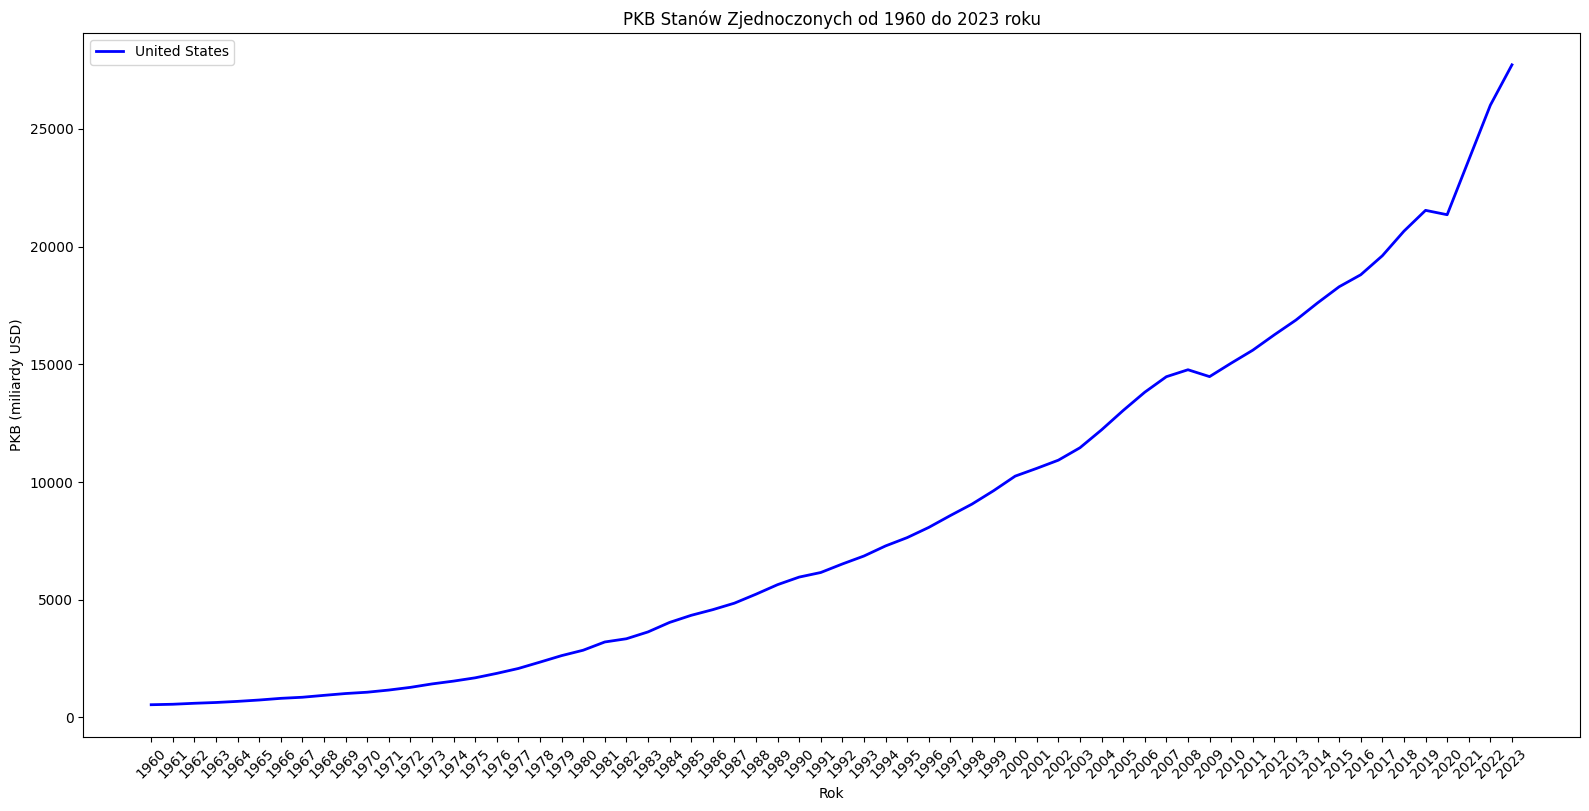 PKB Stanów Zjednoczonych od 1960 do 2023 roku
United States
PKB (miliardy USD)
25000
20000
15000
10000
5000
0
1960 1961 1962 1963 1964 1965 1966 1967 1968 1969 1970 1971 1972 1973 1974 1975 1976 1977 1978 1979 1980 1981 1982 1983 1984 1985 1986 1987 1988 1989 1990 1991 1992 1993 1994 1995 1996 1997 1998 1999 2000 2001 2002 2003 2004 2005 2006 2007 2008 2009 2010 2011 2012 2013 2014 2015 2016 2017 2018 2019 2020 2021 2022 2023
Rok